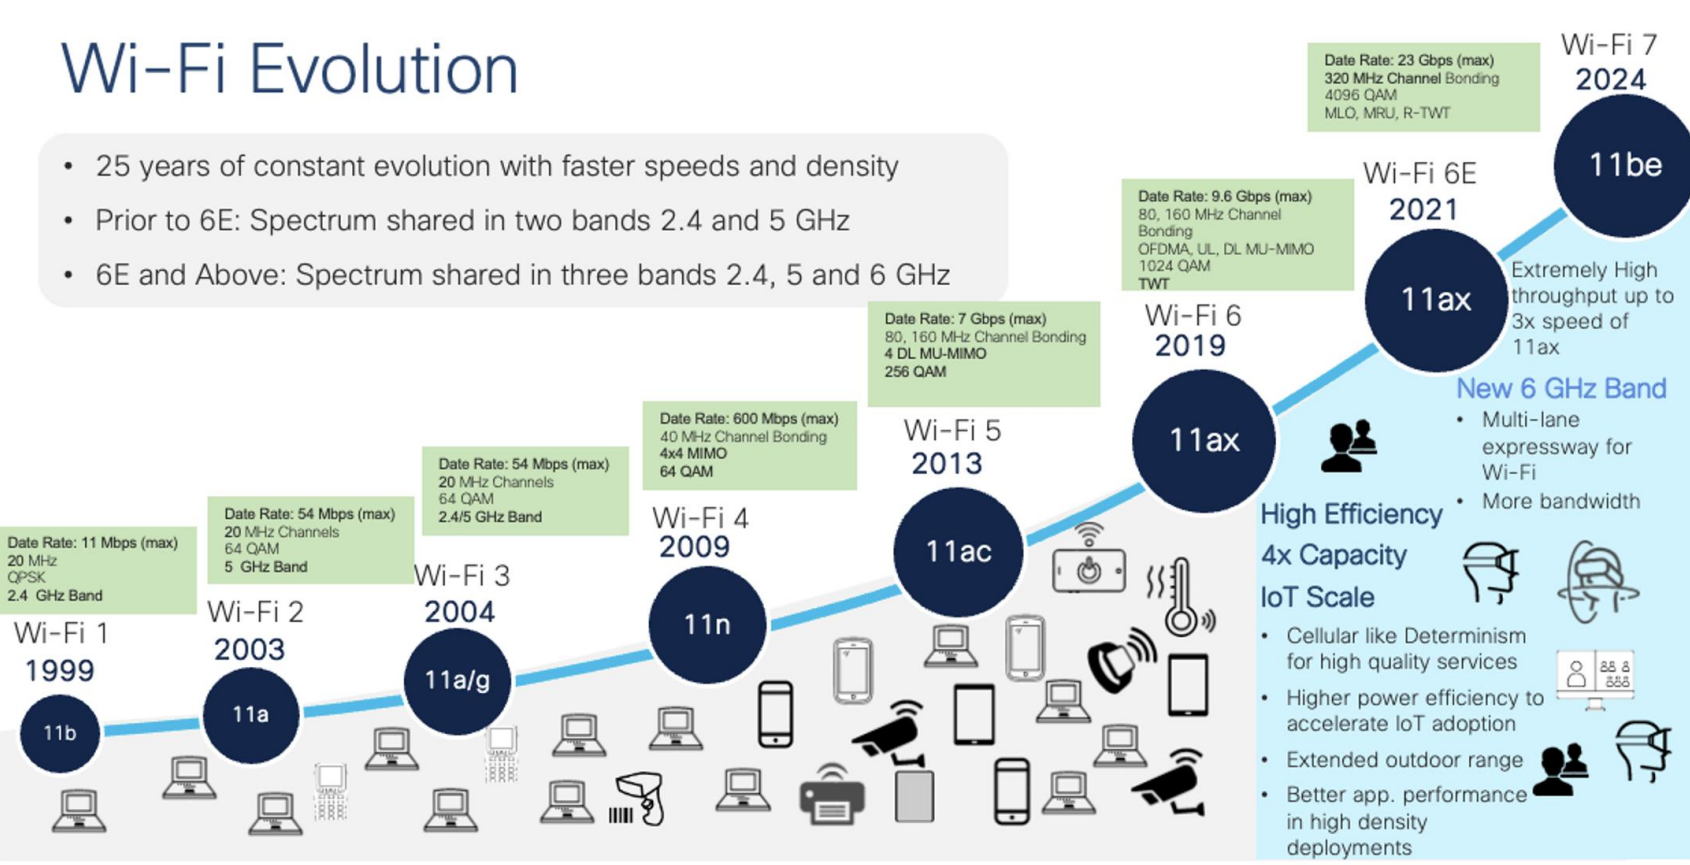 Wi-Fi Evolution
• 25 years of constant evolution with faster speeds and density
• Prior to 6E: Spectrum shared in two bands 2.4 and 5 GHz
• 6E and Above: Spectrum shared in three bands 2.4, 5 and 6 GHz
Date Rate: 11 Mbps (max)
20 MHz
QPSK
2.4 GHz Band
Wi-Fi 1
1999
11b
Date Rate: 54 Mbps (max)
20 MHz Channels
64 QAM
5 GHz Band
Wi-Fi 2
2003
11a
Date Rate: 54 Mbps (max)
20 MHz Channels
64 QAM
2.4/5 GHz Band
Wi-Fi 3
2004
11a/g
Date Rate: 600 Mbps (max)
40 MHz Channel Bonding
4x4 MIMO
64 QAM
Wi-Fi 4
2009
11n
Date Rate: 7 Gbps (max)
80, 160 MHz Channel Bonding
4 DL MU-MIMO
256 QAM
Wi-Fi 5
2013
11ac
Date Rate: 9.6 Gbps (max)
80, 160 MHz Channel
Bonding
OFDMA, UL, DL MU-MIMO
1024 QAM
TWT
Wi-Fi 6
2019
11ax
Wi-Fi 6E
2021
11ax
Date Rate: 23 Gbps (max)
320 MHz Channel Bonding
4096 QAM
MLO, MRU, R-TWT
Wi-Fi 7
2024
11be
Extremely High
throughput up to
3x speed of
11ax
New 6 GHz Band
• Multi-lane
expressway for
Wi-Fi
• More bandwidth
High Efficiency
4x Capacity
IoT Scale
• Cellular like Determinism
for high quality services
• Higher power efficiency to
accelerate IoT adoption
• Extended outdoor range
• Better app. performance
in high density
deployments